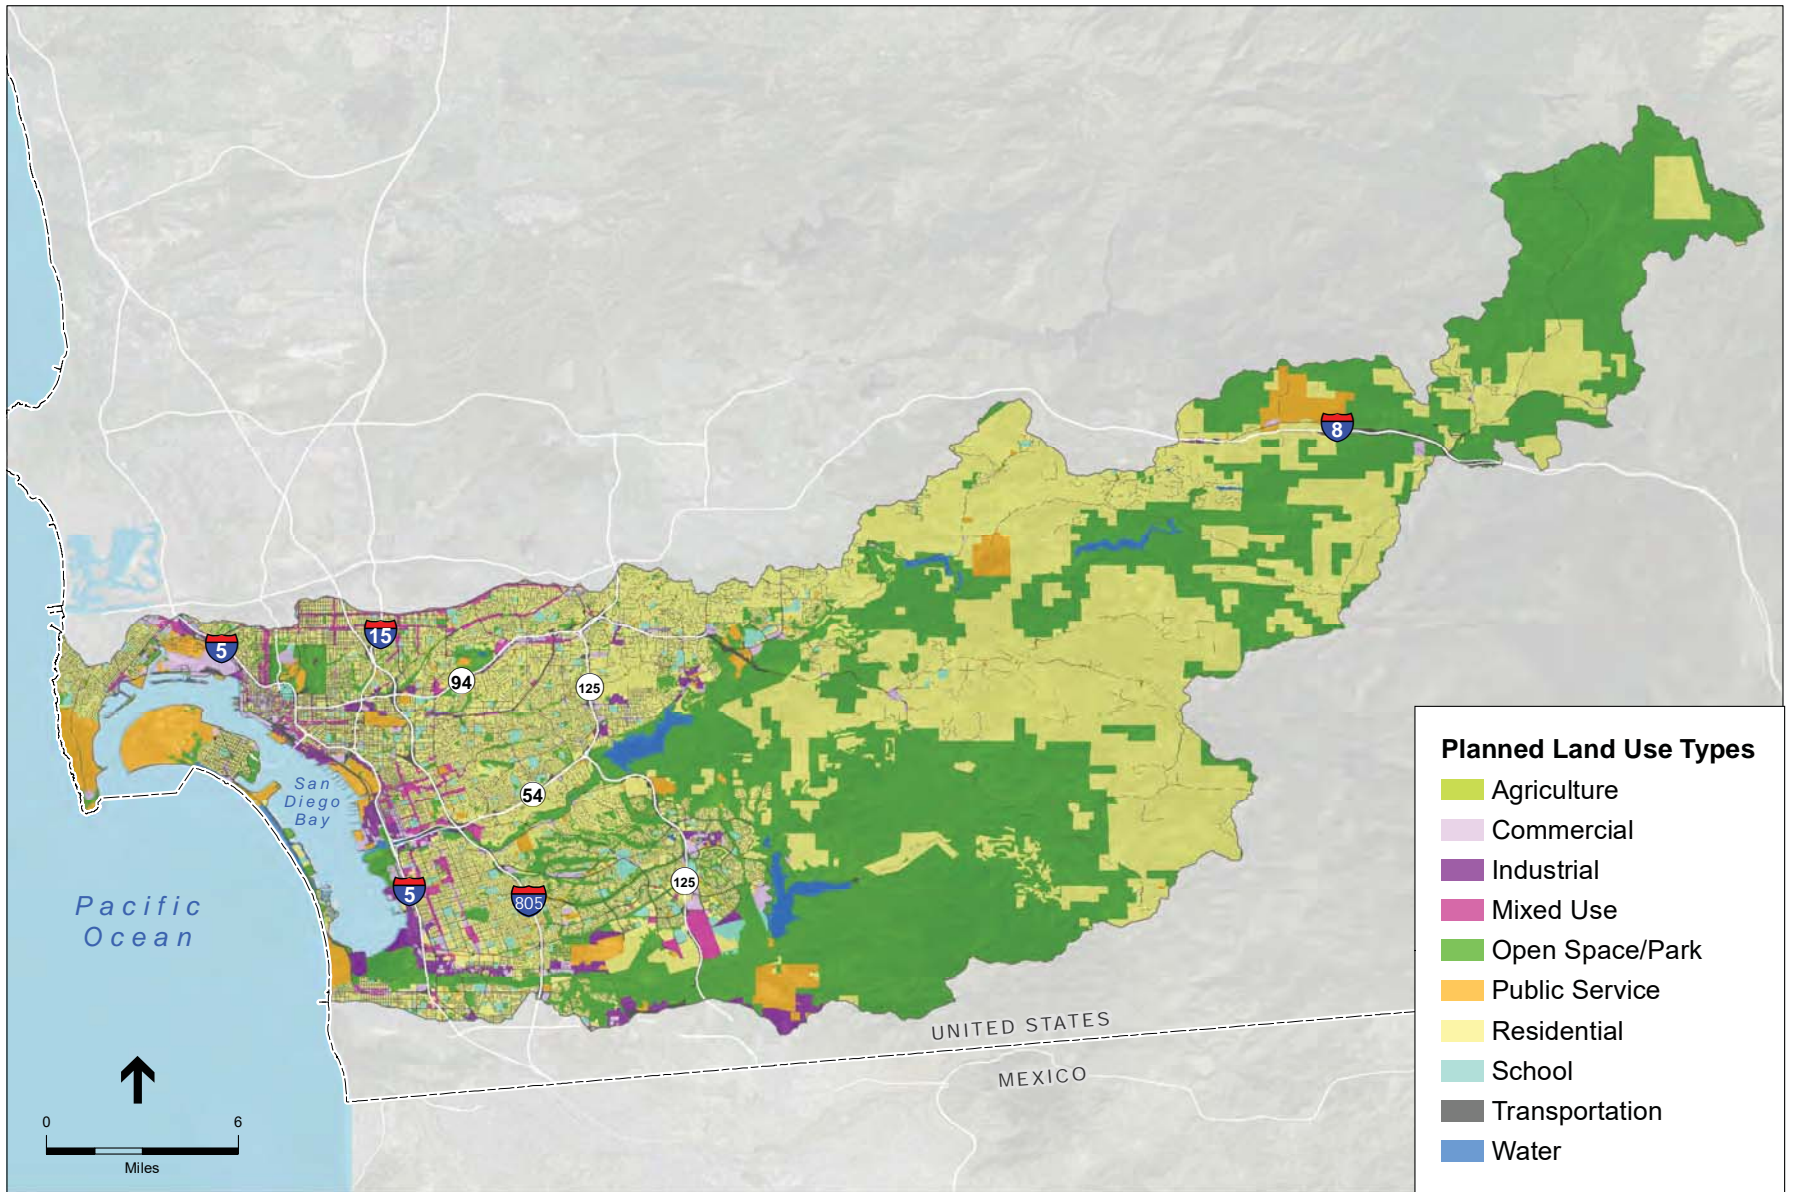 8
5
15
94
125
San
Diego
Bay
54
125
5
805
Pacific
Ocean
UNITED STATES
MEXICO
0 6
Miles
Planned Land Use Types
Agriculture
Commercial
Industrial
Mixed Use
Open Space/Park
Public Service
Residential
School
Transportation
Water